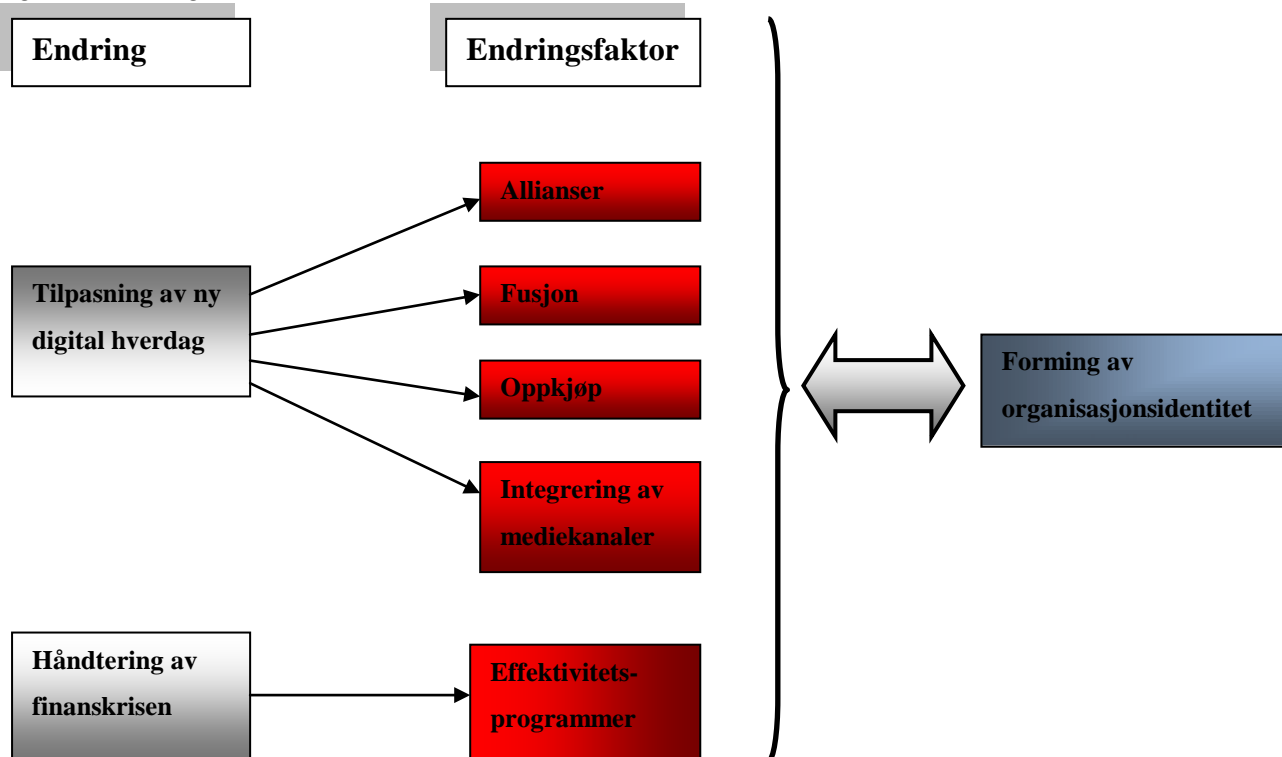 Endring
Endringsfaktor
Allianser
Tilpasning av ny
digital hverdag
Fusjon
Oppkjøp
Integrering av
mediekanaler
Forming av
organisasjonsidentitet
Håndtering av
finanskrisen
Effektivitets-
programmer